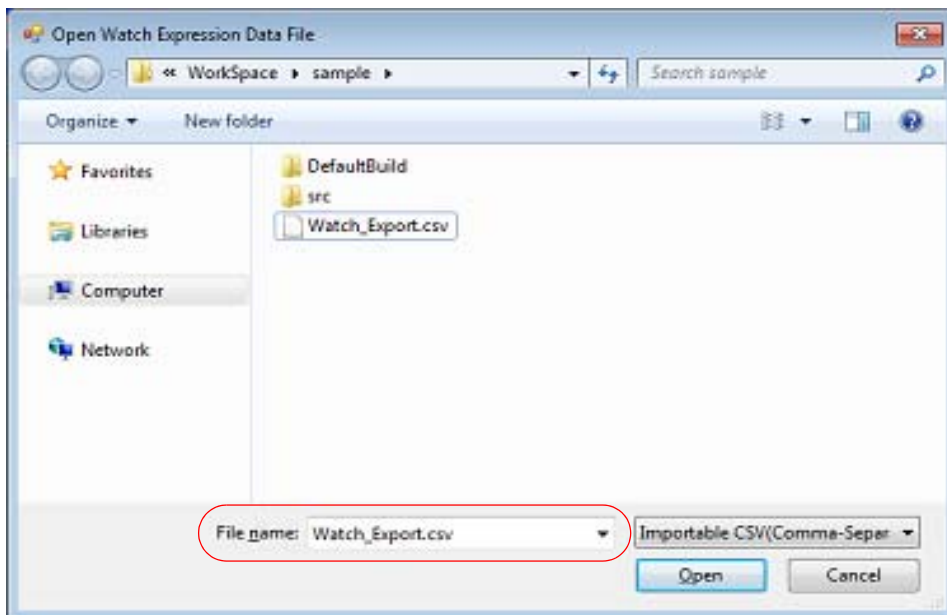 Open Watch Expression Data File
« WorkSpace sample
Search sample
Organize
New folder
Favorites
Libraries
Computer
Network
DefaultBuild
src
Watch_Export.csv
File name: Watch_Export.csv
Importable CSV(Comma-Separ
Open
Cancel